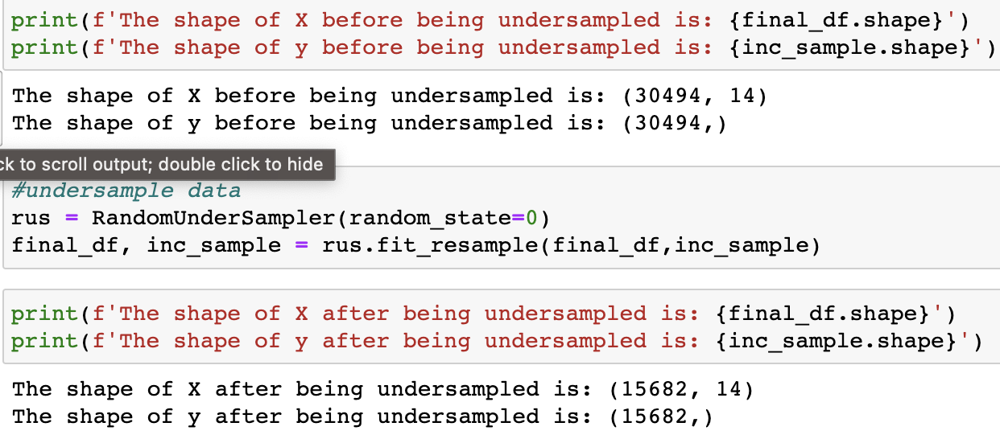 print(f'The shape of X before being undersampled is: {final_df.shape}')
print(f'The shape of y before being undersampled is: {inc_sample.shape}')
The shape of X before being undersampled is: (30494, 14)
The shape of y before being undersampled is: (30494,)
ck to scroll output; double click to hide
#undersample data
rus = RandomUnderSampler(random_state=0)
final_df, inc_sample = rus.fit_resample(final_df,inc_sample)
print(f'The shape of X after being undersampled is: {final_df.shape}')
print(f'The shape of y after being undersampled is: {inc_sample.shape}')
The shape of X after being undersampled is: (15682, 14)
The shape of y after being undersampled is: (15682,)